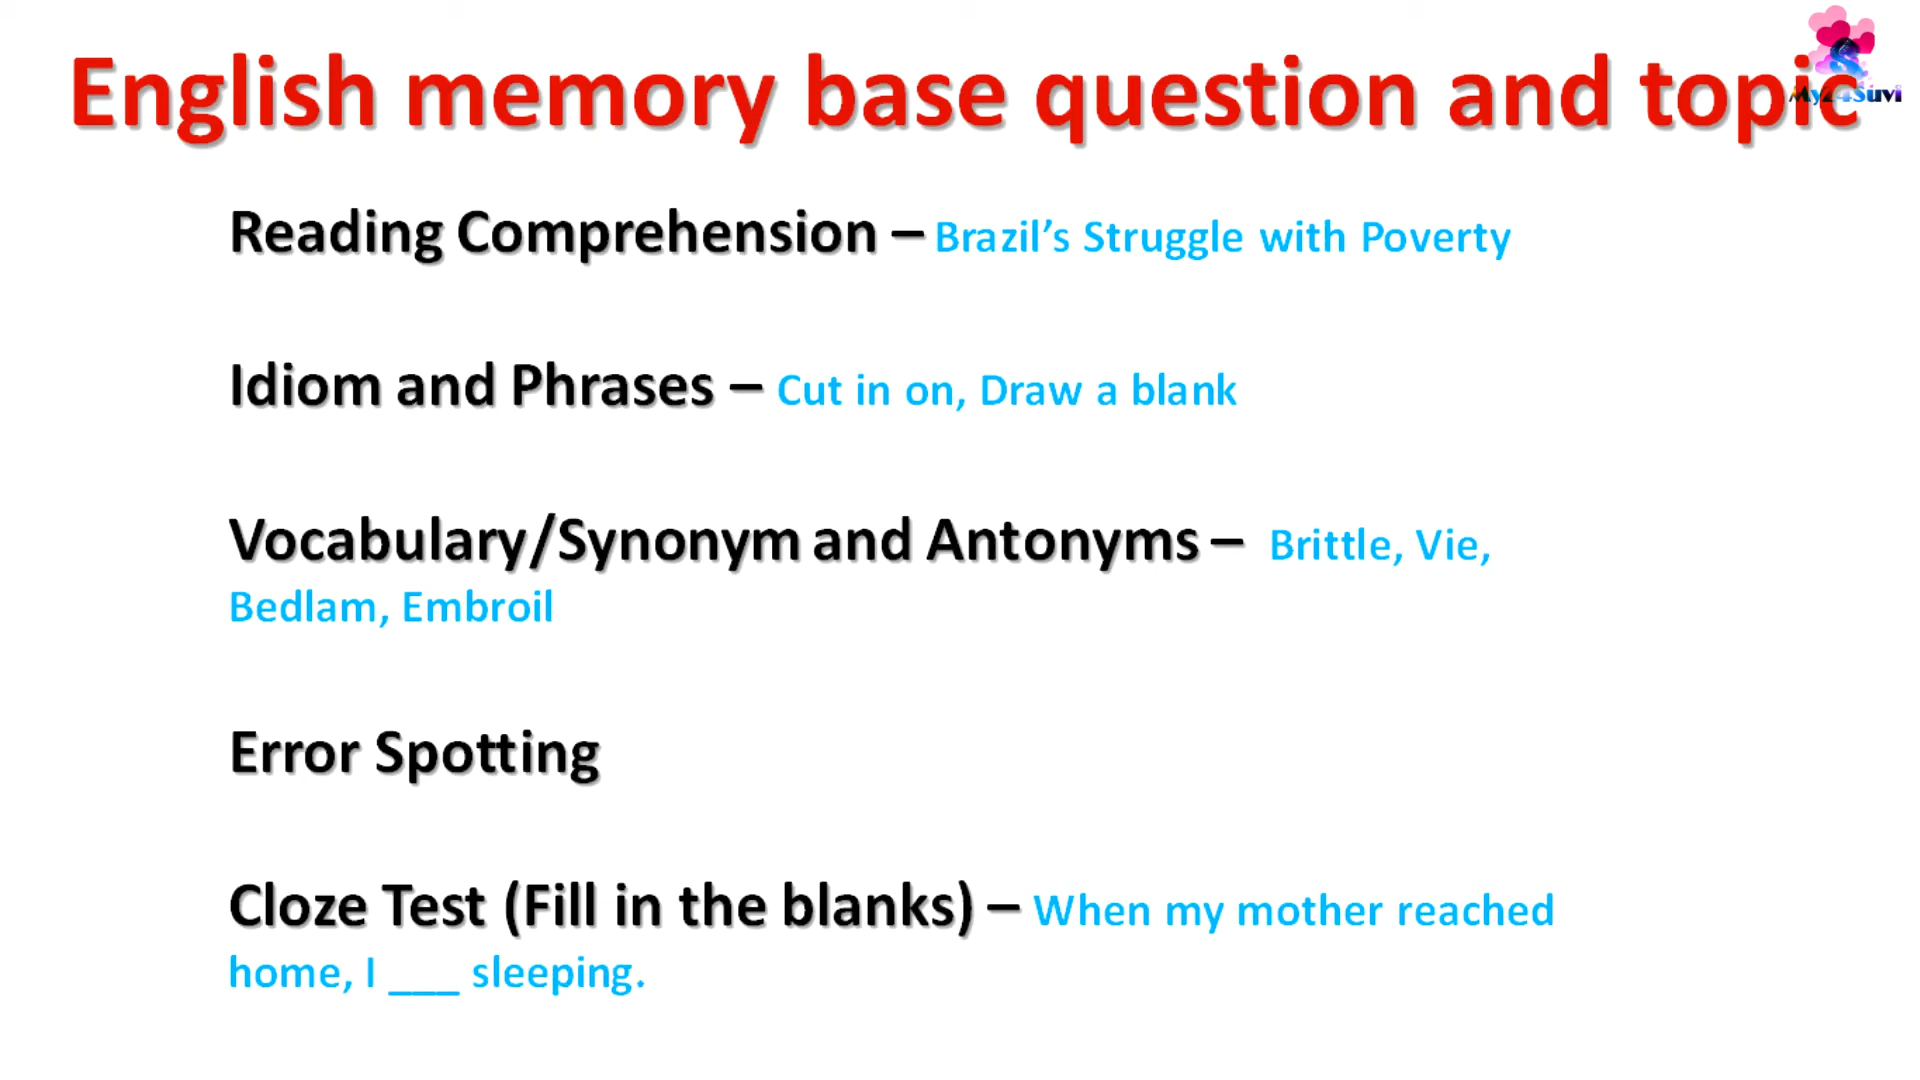 English memory base question and topic
My24Suvi
Reading Comprehension – Brazil’s Struggle with Poverty
Idiom and Phrases – Cut in on, Draw a blank
Vocabulary/Synonym and Antonyms – Brittle, Vie,
Bedlam, Embroil
Error Spotting
Cloze Test (Fill in the blanks) – When my mother reached
home, I ___ sleeping.